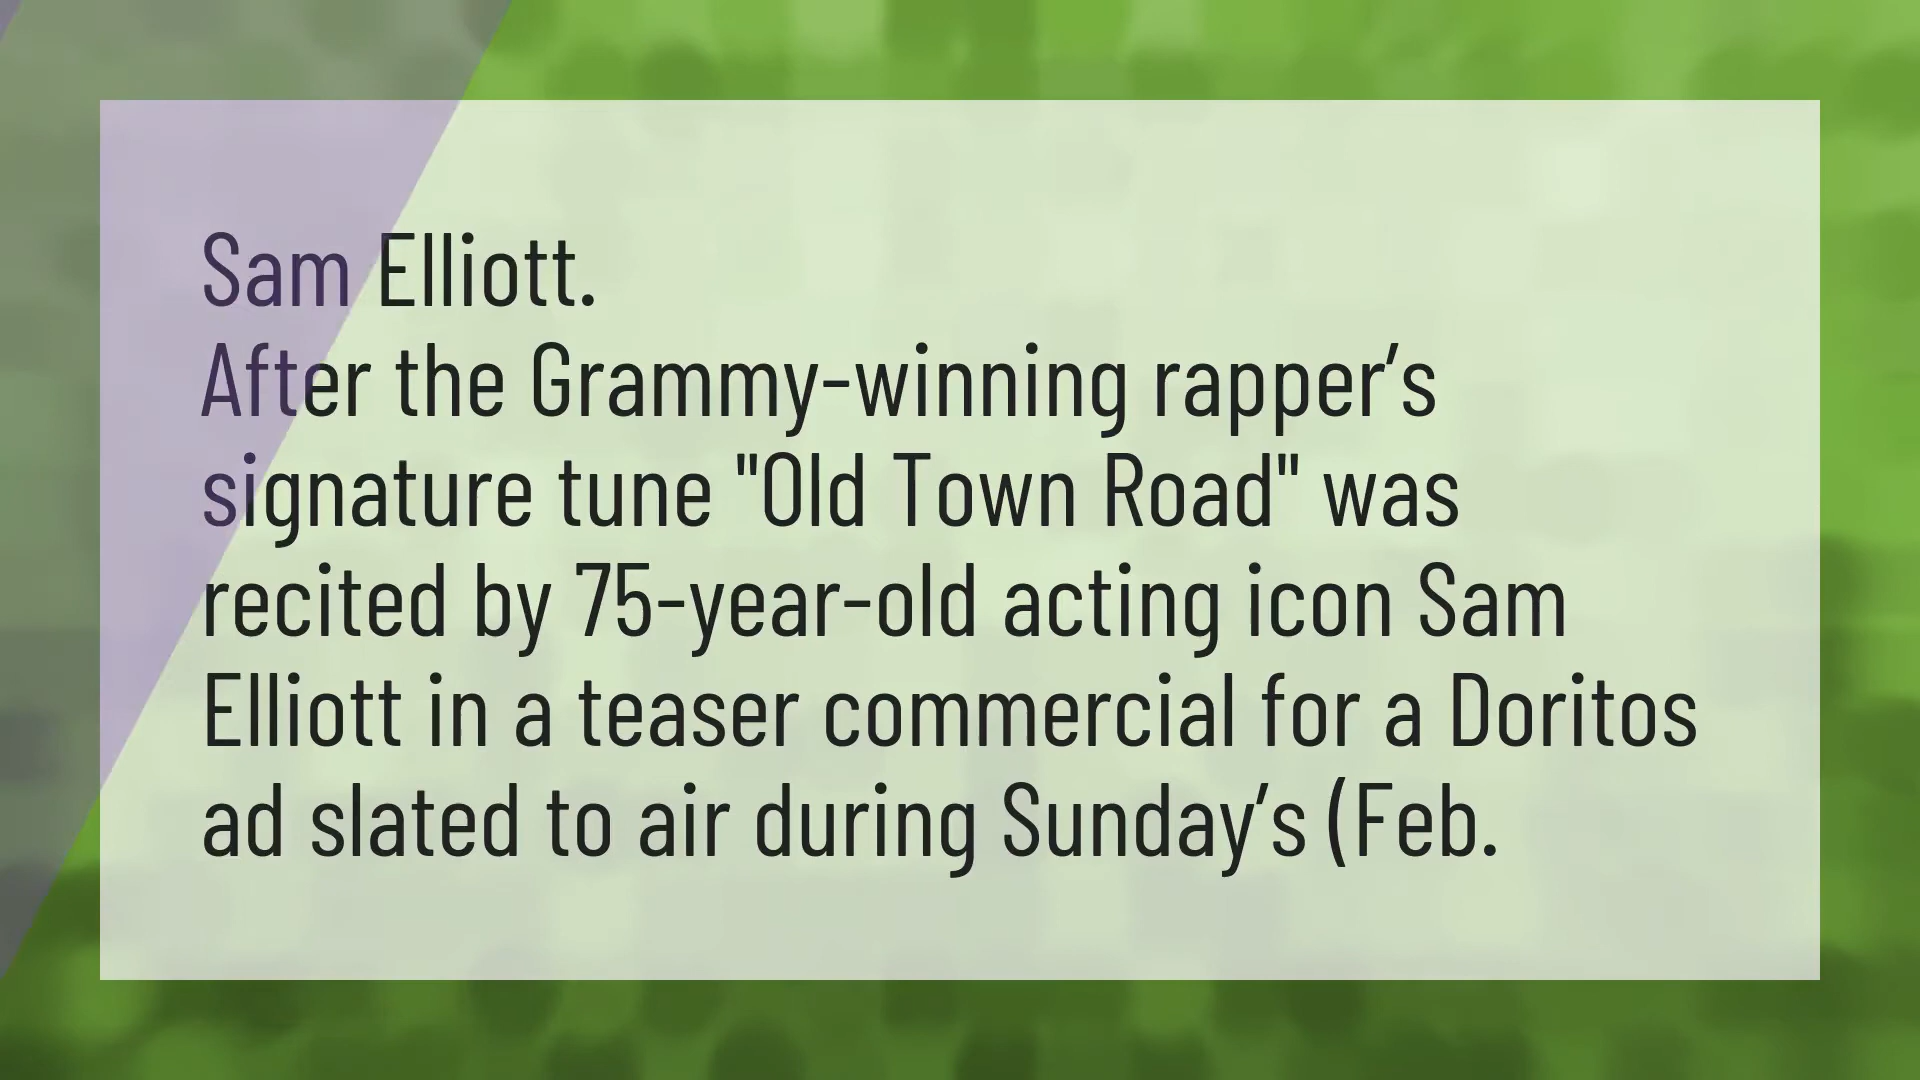 Sam Elliott.
After the Grammy-winning rapper’s
signature tune "Old Town Road" was
recited by 75-year-old acting icon Sam
Elliott in a teaser commercial for a Doritos
ad slated to air during Sunday’s (Feb.